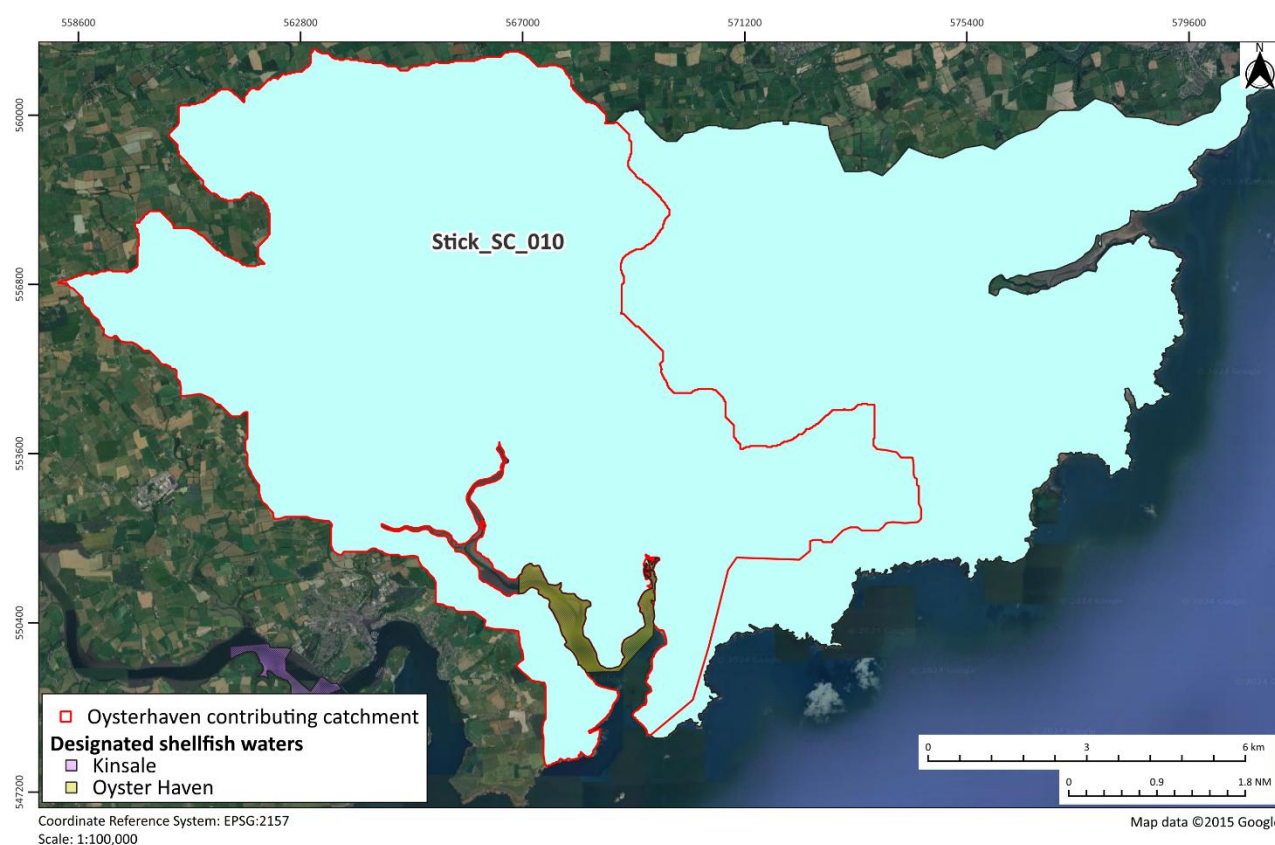 558600 562800 567000 571200 575400 579600
560000
556800
553600
550400
547200
N
Stick_SC_010
Oysterhaven contributing catchment
Designated shellfish waters
Kinsale
Oyster Haven
0 3 6 km
0 0.9 1.8 NM
Coordinate Reference System: EPSG:2157
Scale: 1:100,000
Map data ©2015 Google